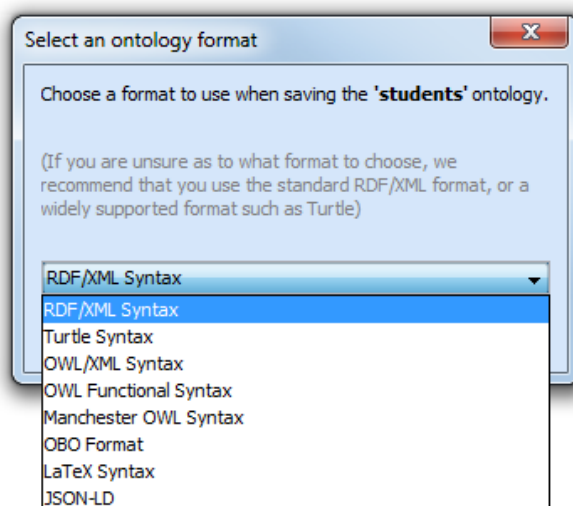 Select an ontology format
X
Choose a format to use when saving the 'students' ontology.
(If you are unsure as to what format to choose, we
recommend that you use the standard RDF/XML format, or a
widely supported format such as Turtle)
RDF/XML Syntax
RDF/XML Syntax
Turtle Syntax
OWL/XML Syntax
OWL Functional Syntax
Manchester OWL Syntax
OBO Format
LaTeX Syntax
JSON-LD